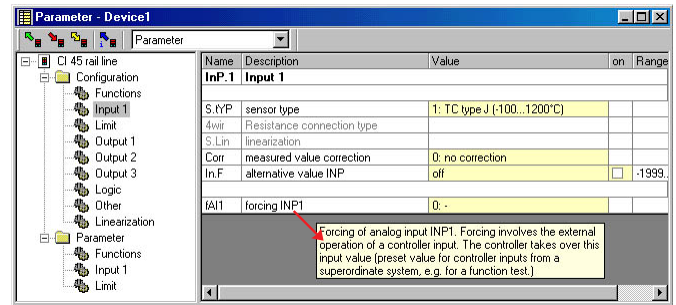 Parameter - Device1
Parameter
CI 45 rail line
Configuration
Functions
Input 1
Limit
Output 1
Output 2
Output 3
Logic
Other
Linearization
Parameter
Functions
Input 1
Limit
Name Description Value on Range
InP.1 Input 1
S.tYP sensor type 1: TC type J (-100...1200°C)
4wir Resistance connection type
S.Lin linearization
Corr measured value correction 0: no correction
In.F alternative value INP off -1999..
fAI1 forcing INP1 0: -
Forcing of analog input INP1. Forcing involves the external
operation of a controller input. The controller takes over this
input value (preset value for controller inputs from a
superordinate system, e.g. for a function test.)